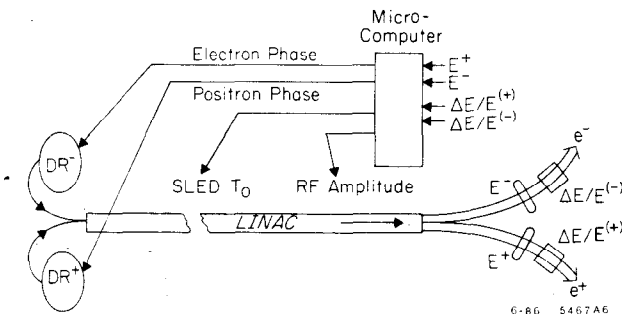 Micro-
Computer
Electron Phase
Positron Phase
E+
E-
ΔE/E(+)
ΔE/E(-)
DR-
SLED T0
RF Amplitude
e-
E-
ΔE/E(-)
LINAC
DR+
E+
ΔE/E(+)
e+
6-86 5467A6